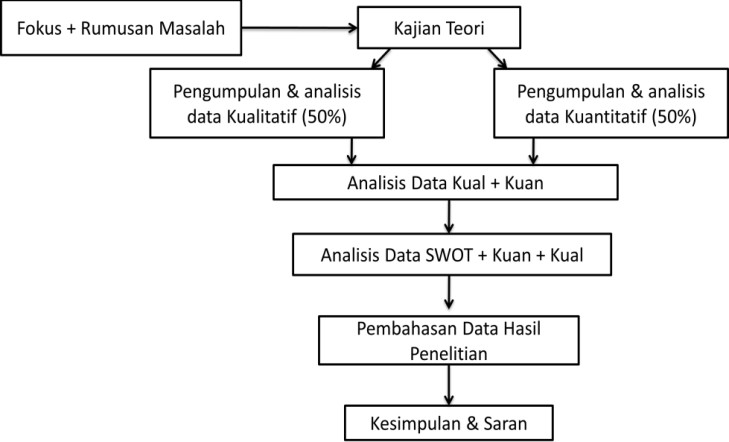 Fokus + Rumusan Masalah
Kajian Teori
Pengumpulan & analisis
data Kualitatif (50%)
Pengumpulan & analisis
data Kuantitatif (50%)
Analisis Data Kual + Kuan
Analisis Data SWOT + Kuan + Kual
Pembahasan Data Hasil
Penelitian
Kesimpulan & Saran